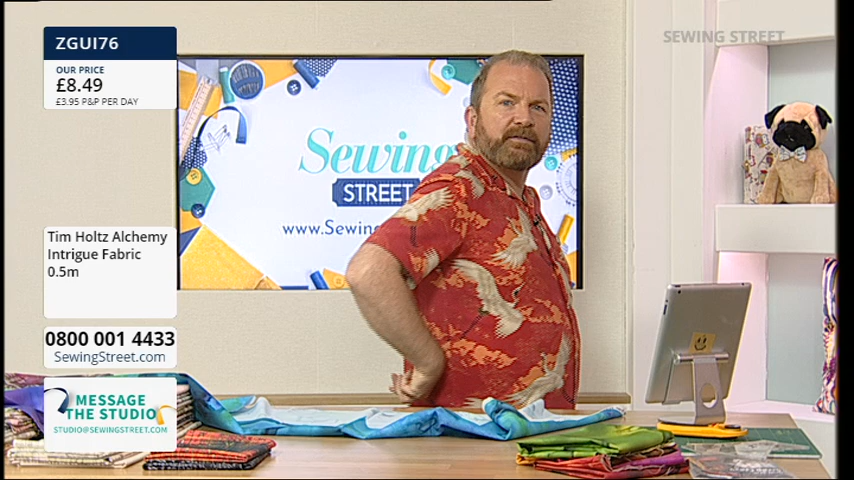 ZGUI76
OUR PRICE
£8.49
£3.95 P&P PER DAY
Tim Holtz Alchemy
Intrigue Fabric
0.5m
0800 001 4433
SewingStreet.com
MESSAGE
THE STUDIO
STUDIO@SEWINGSTREET.COM
Sewing
STREET
www.Sewin
SEWING STREET